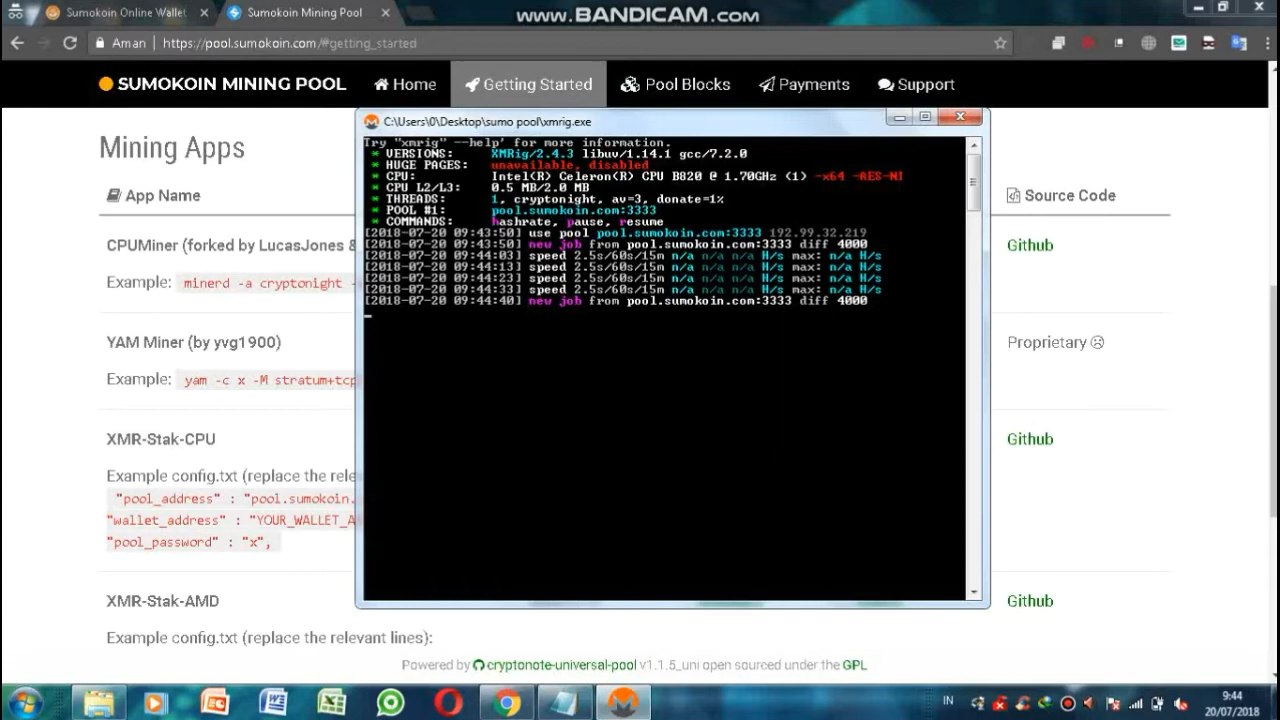 www.BANDICAM.com
Sumokoin Online Wallet
Sumokoin Mining Pool
Aman
https://pool.sumokoin.com/#getting_started
SUMOKOIN MINING POOL
Home
Getting Started
Pool Blocks
Payments
Support
Mining Apps
App Name
Source Code
CPUMiner (forked by LucasJones &
Github
Example: minerd -a cryptonight
YAM Miner (by yvg1900)
Proprietary
Example: yam -c x -M stratum+tcp
XMR-Stak-CPU
Github
Example config.txt (replace the rele
"pool_address" : "pool.sumokoin.
"wallet_address" : "YOUR_WALLET_A
"pool_password" : "x",
XMR-Stak-AMD
Github
Example config.txt (replace the relevant lines):
Powered by cryptonote-universal-pool v1.1.5_uni open sourced under the GPL
C:\Users\0\Desktop\sumo pool\xmrig.exe
Try "xmrig" --help' for more information.
* VERSIONS: XMRig/2.4.3 libuv/1.14.1 gcc/7.2.0
* HUGE PAGES: unavailable, disabled
* CPU: Intel(R) Celeron(R) CPU B820 @ 1.70GHz (1) -x64 -AES-NI
* CPU L2/L3: 0.5 MB/2.0 MB
* THREADS: 1, cryptonight, av=3, donate=1%
* POOL #1: pool.sumokoin.com:3333
* COMMANDS: hashrate, pause, resume
[2018-07-20 09:43:50] use pool pool.sumokoin.com:3333 192.99.32.219
[2018-07-20 09:43:50] new job from pool.sumokoin.com:3333 diff 4000
[2018-07-20 09:44:03] speed 2.5s/60s/15m n/a n/a n/a H/s max: n/a H/s
[2018-07-20 09:44:13] speed 2.5s/60s/15m n/a n/a n/a H/s max: n/a H/s
[2018-07-20 09:44:23] speed 2.5s/60s/15m n/a n/a n/a H/s max: n/a H/s
[2018-07-20 09:44:33] speed 2.5s/60s/15m n/a n/a n/a H/s max: n/a H/s
[2018-07-20 09:44:40] new job from pool.sumokoin.com:3333 diff 4000
IN
9:44
20/07/2018